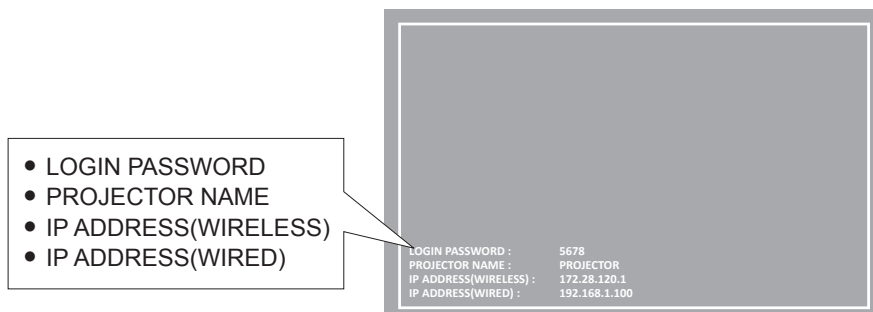 • LOGIN PASSWORD
• PROJECTOR NAME
• IP ADDRESS(WIRELESS)
• IP ADDRESS(WIRED)
LOGIN PASSWORD : 5678
PROJECTOR NAME : PROJECTOR
IP ADDRESS(WIRELESS) : 172.28.120.1
IP ADDRESS(WIRED) : 192.168.1.100